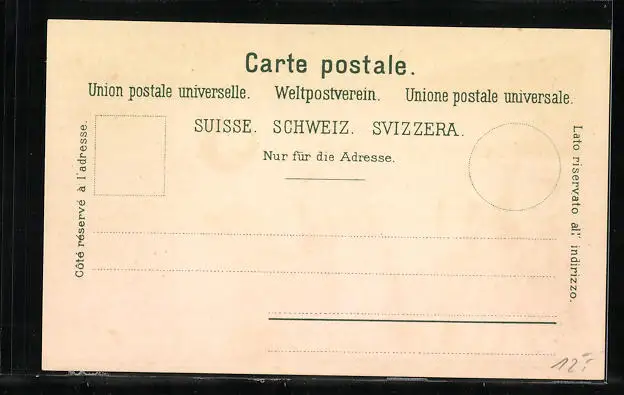 Carte postale.
Union postale universelle. Weltpostverein. Unione postale universale.
SUISSE. SCHWEIZ. SVIZZERA.
Nur für die Adresse.
Côté réservé à l'adresse.
Lato riservato all' indirizzo.
12.-